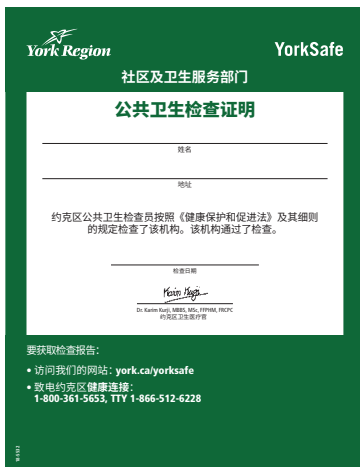 York Region
YorkSafe
社区及卫生服务部门
公共卫生检查证明
姓名
地址
约克区公共卫生检查员按照《健康保护和促进法》及其细则
的规定检查了该机构。该机构通过了检查。
检查日期
Karim Kurji
Dr. Karim Kurji, MBBS, MSc, FFPHM, FRCPC
约克区卫生医疗官
要获取检查报告：
• 访问我们的网站：york.ca/yorksafe
• 致电约克区健康连接：
1-800-361-5653, TTY 1-866-512-6228